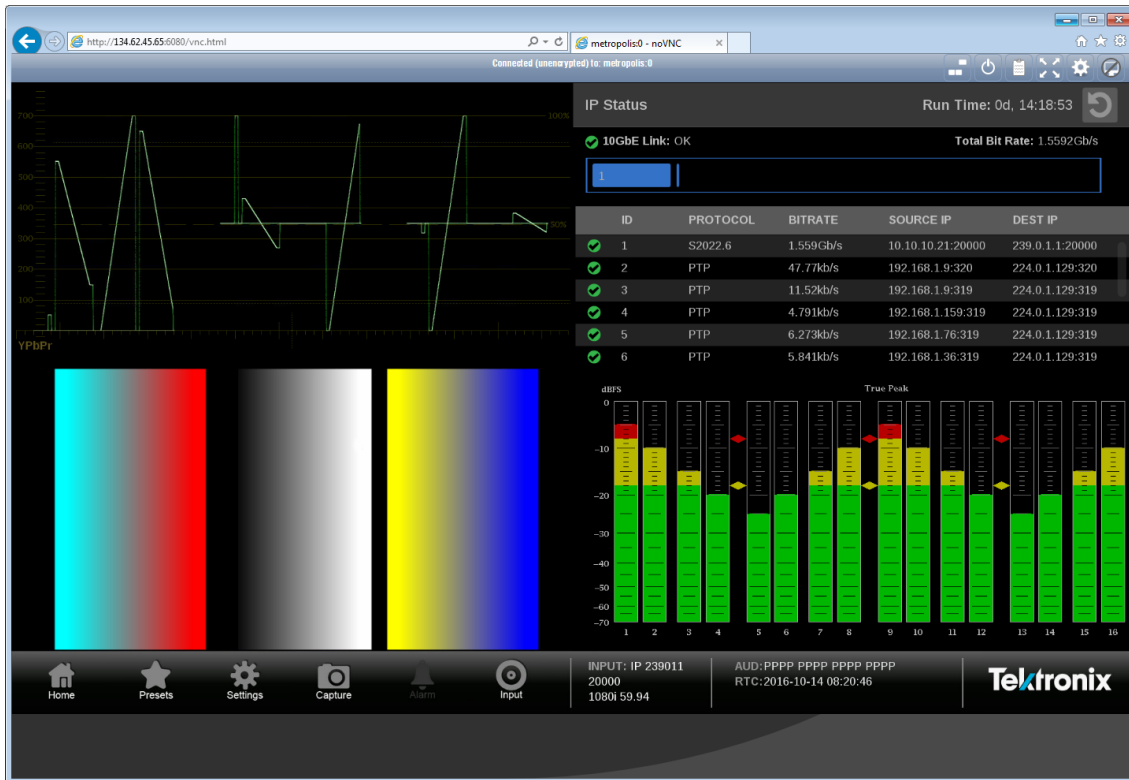 http://134.62.45.65:6080/vnc.html
metropolis:0 - noVNC
Connected (unencrypted) to: metropolis:0
700
100%
600
500
50%
300
200
100
YPbPr
IP Status
Run Time: 0d, 14:18:53
10GbE Link: OK
Total Bit Rate: 1.5592Gb/s
1
ID PROTOCOL BITRATE SOURCE IP DEST IP
1 S2022.6 1.559Gb/s 10.10.10.21:20000 239.0.1.1:20000
2 PTP 47.77kb/s 192.168.1.9:320 224.0.1.129:320
3 PTP 11.52kb/s 192.168.1.9:319 224.0.1.129:319
4 PTP 4.791kb/s 192.168.1.159:319 224.0.1.129:319
5 PTP 6.273kb/s 192.168.1.76:319 224.0.1.129:319
6 PTP 5.841kb/s 192.168.1.36:319 224.0.1.129:319
dBFS
True Peak
0
-10
-20
-30
-40
-50
-60
-70
1 2 3 4 5 6 7 8 9 10 11 12 13 14 15 16
Home Presets Settings Capture Alarm Input
INPUT: IP 239011
20000
1080i 59.94
AUD:PPPP PPPP PPPP PPPP
RTC:2016-10-14 08:20:46
Tektronix